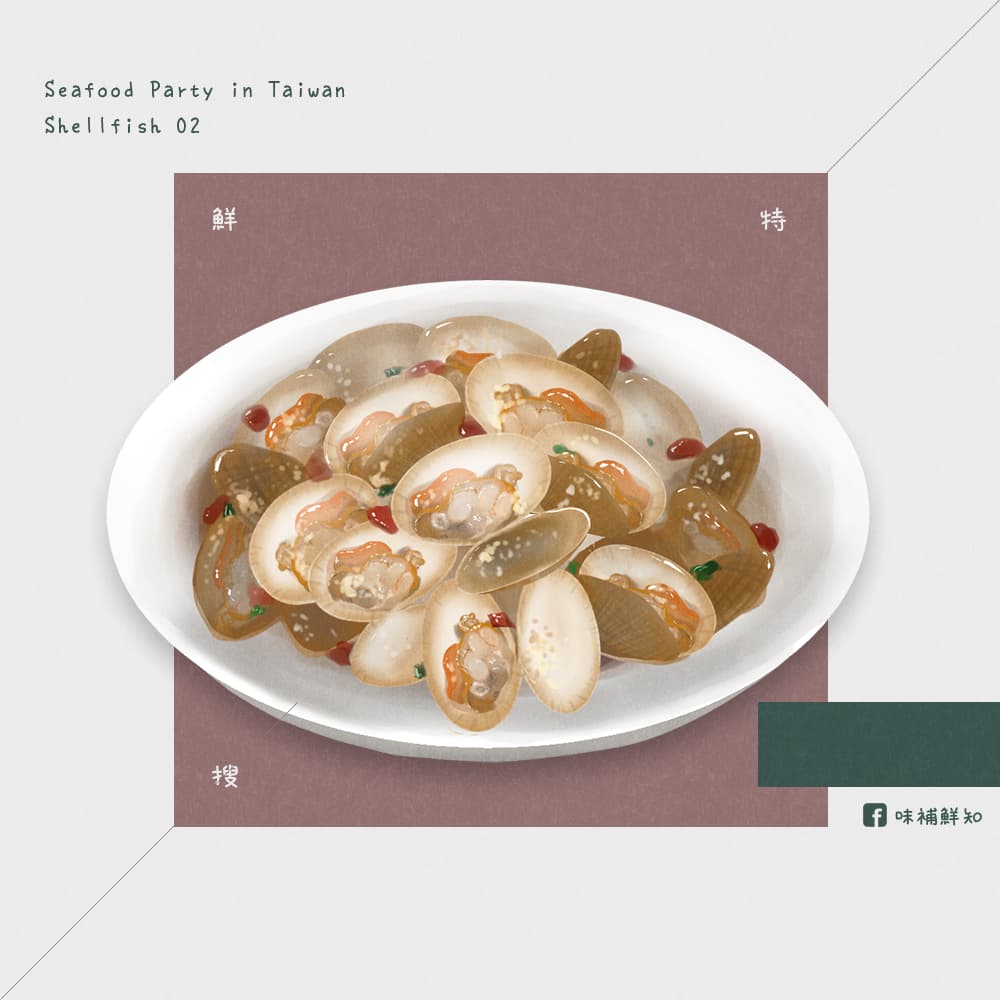 Seafood Party in Taiwan
Shellfish 02
鮮
特
搜
味補鮮知